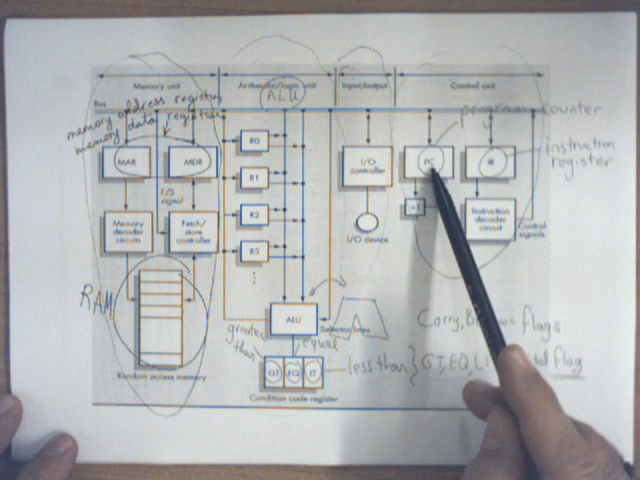 Memory unit
Arithmetic/logic unit
Input/output
Control unit
ALU
Bus
memory address register
memory data register
program counter
instruction
register
MAR
MDR
R0
R1
R2
R3
I/O
controller
PC
IR
F/S
signal
+1
Memory
decoder
circuits
Fetch/
store
controller
I/O device
Instruction
decoder
circuit
Control
signals
RAM
ALU
Selector lines
Carry,
= flags
greater
than
equal
GT
EQ
LT
less than } GT, EQ,
flag
Random access memory
Condition code register